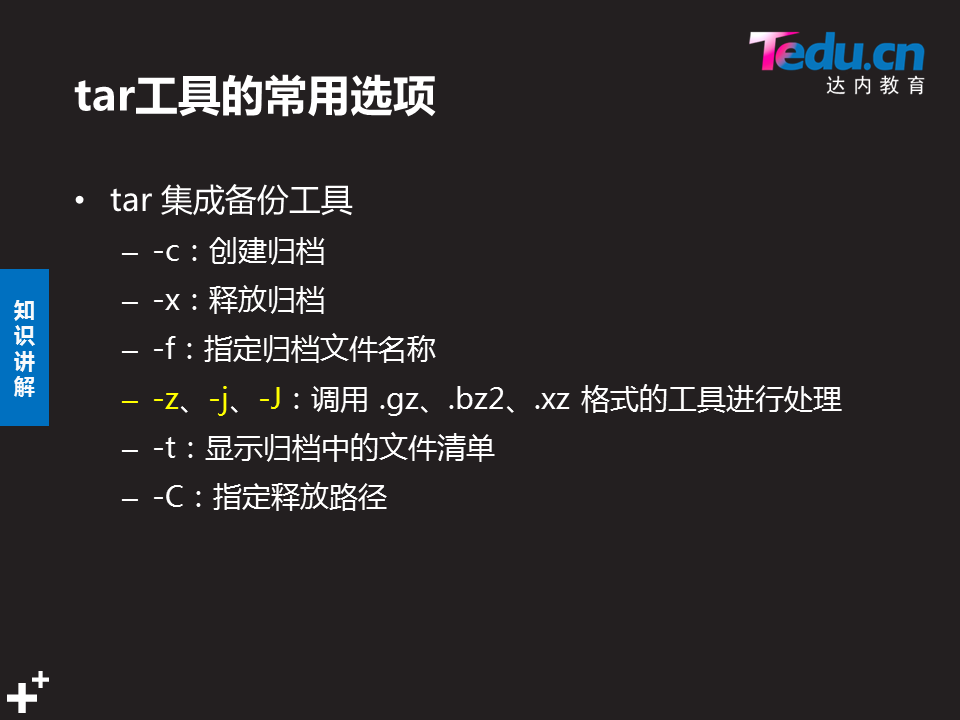 Tedu.cn
达内教育
tar工具的常用选项
• tar 集成备份工具
– -c：创建归档
– -x：释放归档
– -f：指定归档文件名称
– -z、-j、-J：调用 .gz、.bz2、.xz 格式的工具进行处理
– -t：显示归档中的文件清单
– -C：指定释放路径
知
识
讲
解